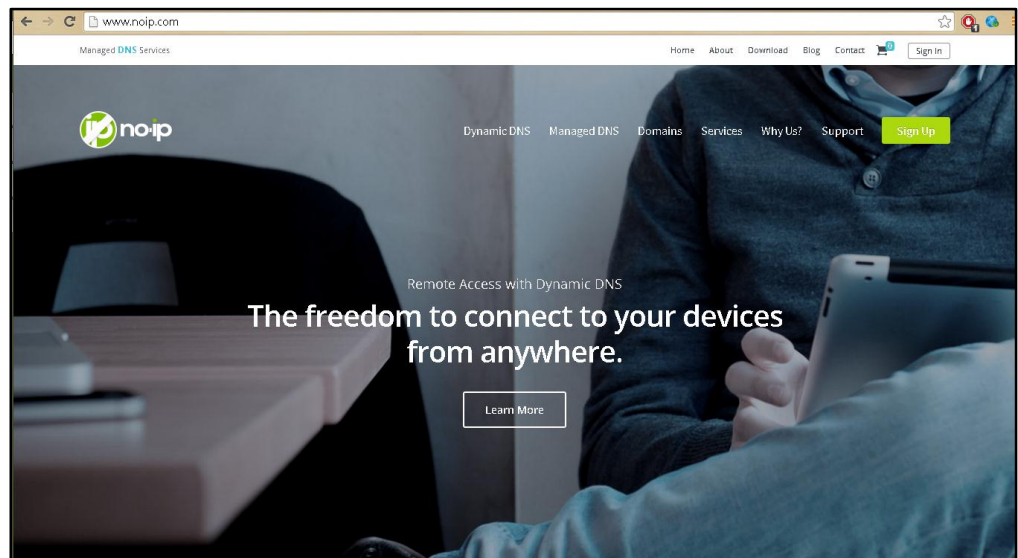 www.noip.com
Managed DNS Services
Home About Download Blog Contact 0 Sign In
no-ip
Dynamic DNS Managed DNS Domains Services Why Us? Support Sign Up
Remote Access with Dynamic DNS
The freedom to connect to your devices
from anywhere.
Learn More